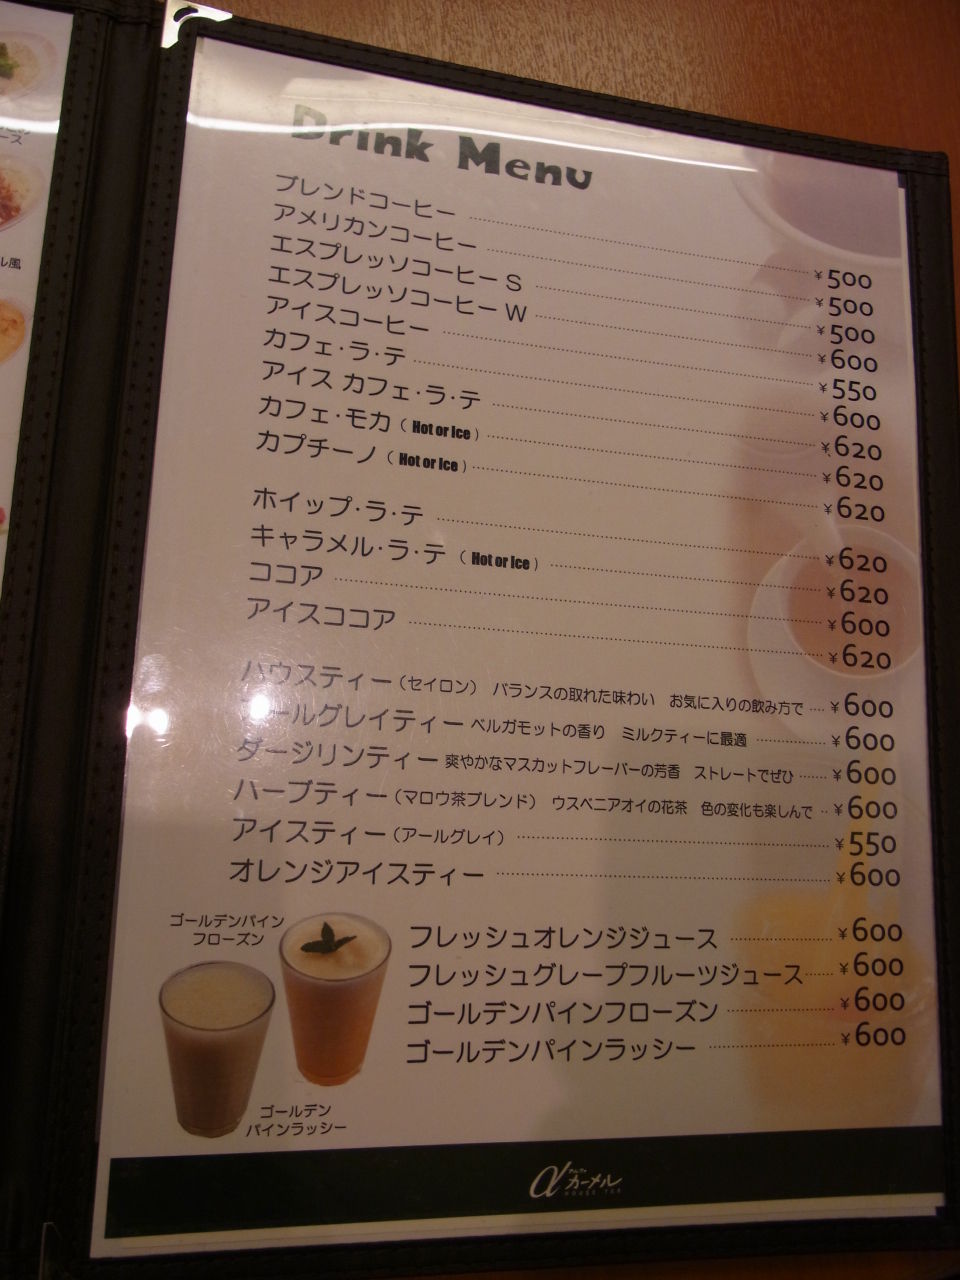 ース
ル風
Drink Menu
ブレンドコーヒー ¥500
アメリカンコーヒー ¥500
エスプレッソコーヒー S ¥500
エスプレッソコーヒー W ¥600
アイスコーヒー ¥550
カフェ・ラ・テ ¥600
アイス カフェ・ラ・テ ¥620
カフェ・モカ ( Hot or Ice ) ¥620
カプチーノ ( Hot or Ice ) ¥620
ホイップ・ラ・テ ¥620
キャラメル・ラ・テ ( Hot or Ice ) ¥620
ココア ¥600
アイスココア ¥620
ハウスティー（セイロン） バランスの取れた味わい お気に入りの飲み方で ¥600
アールグレイティー ベルガモットの香り ミルクティーに最適 ¥600
ダージリンティー 爽やかなマスカットフレーバーの芳香 ストレートでぜひ ¥600
ハーブティー（マロウ茶ブレンド） ウスベニアオイの花茶 色の変化も楽しんで ¥600
アイスティー（アールグレイ） ¥550
オレンジアイスティー ¥600
ゴールデンパイン
フローズン
フレッシュオレンジジュース ¥600
フレッシュグレープフルーツジュース ¥600
ゴールデンパインフローズン ¥600
ゴールデンパインラッシー ¥600
ゴールデン
パインラッシー
α カーメル